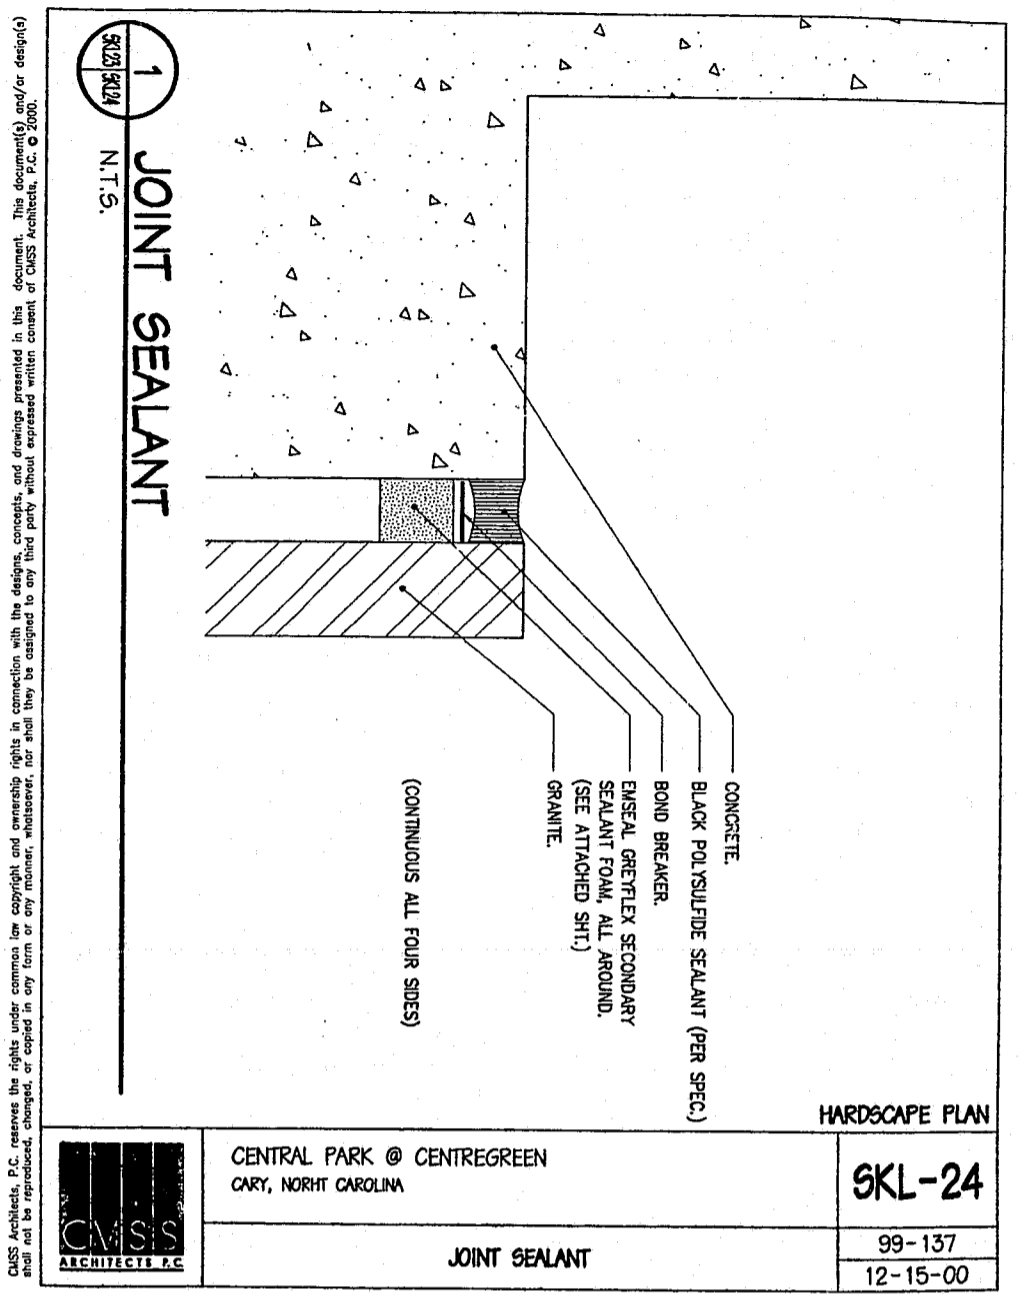 1
SKL23 SKL24
JOINT SEALANT
N.T.S.
CONCRETE.
BLACK POLYSULFIDE SEALANT (PER SPEC.)
BOND BREAKER.
EMSEAL GREYFLEX SECONDARY
SEALANT FOAM, ALL AROUND.
(SEE ATTACHED SHT.)
GRANITE.
(CONTINUOUS ALL FOUR SIDES)
CMSS Architects, P.C. reserves the rights under common law copyright and ownership rights in connection with the designs, concepts, and drawings presented in this document. This document(s) and/or design(s)
shall not be reproduced, changed, or copied in any form or any manner, whatsoever, nor shall they be assigned to any third party without expressed written consent of CMSS Architects, P.C. © 2000.
HARDSCAPE PLAN
CMSS
ARCHITECTS P.C.
CENTRAL PARK @ CENTREGREEN
CARY, NORHT CAROLINA
JOINT SEALANT
SKL-24
99-137
12-15-00